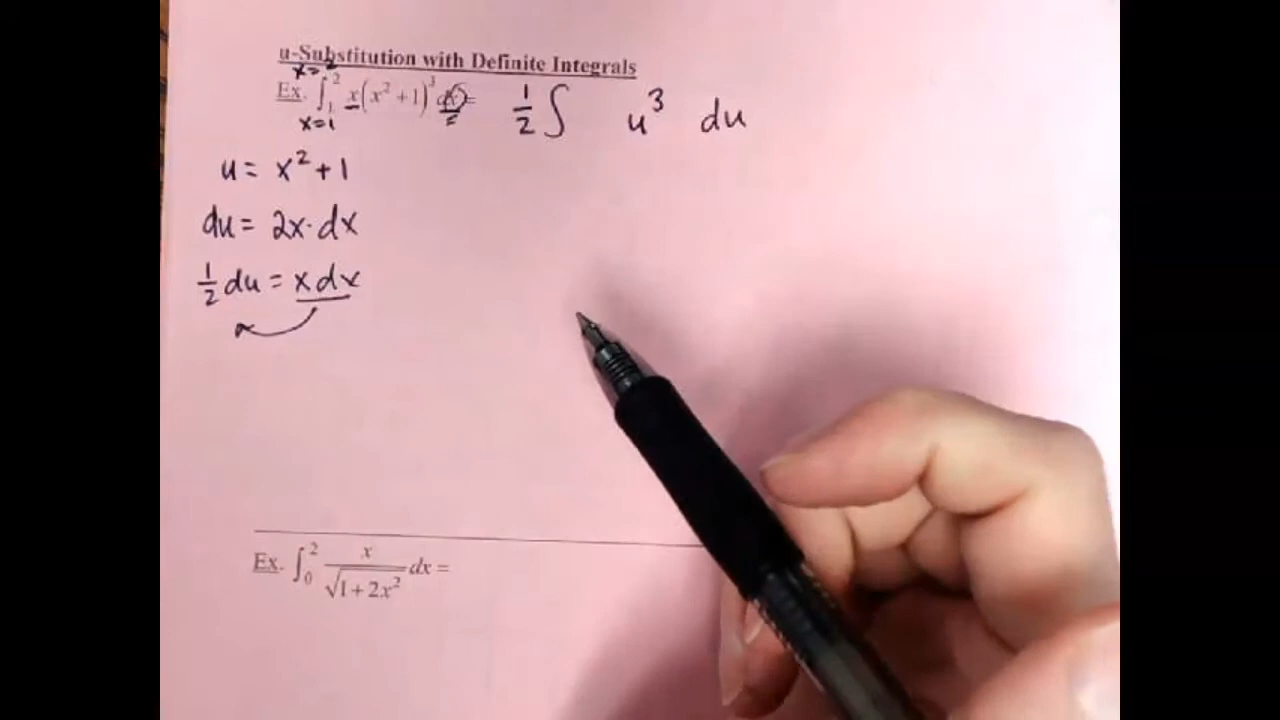 u-Substitution with Definite Integrals
x=2
Ex. ∫₁² x(x² + 1)³ dx = ½ ∫ u³ du
x=1
u = x² + 1
du = 2x · dx
½ du = x dx
Ex. ∫₀² x/√(1 + 2x²) dx =